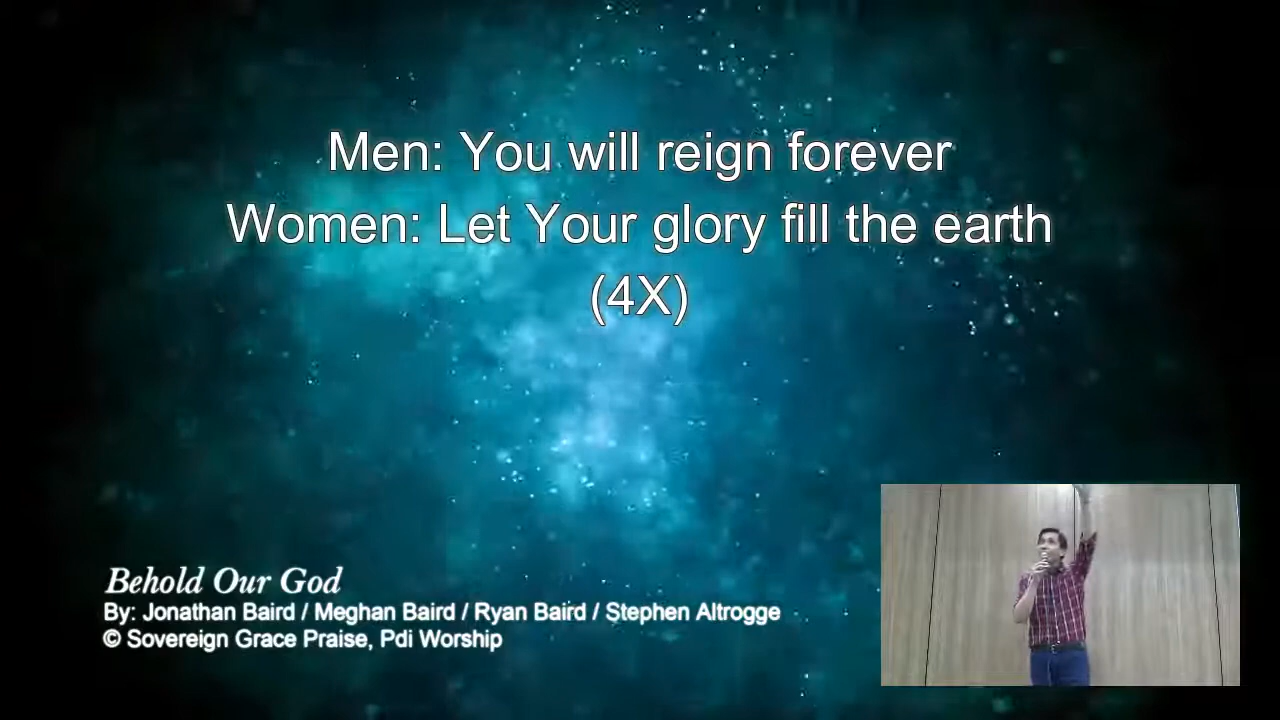 Men: You will reign forever
Women: Let Your glory fill the earth
(4X)
Behold Our God
By: Jonathan Baird / Meghan Baird / Ryan Baird / Stephen Altrogge
© Sovereign Grace Praise, Pdi Worship